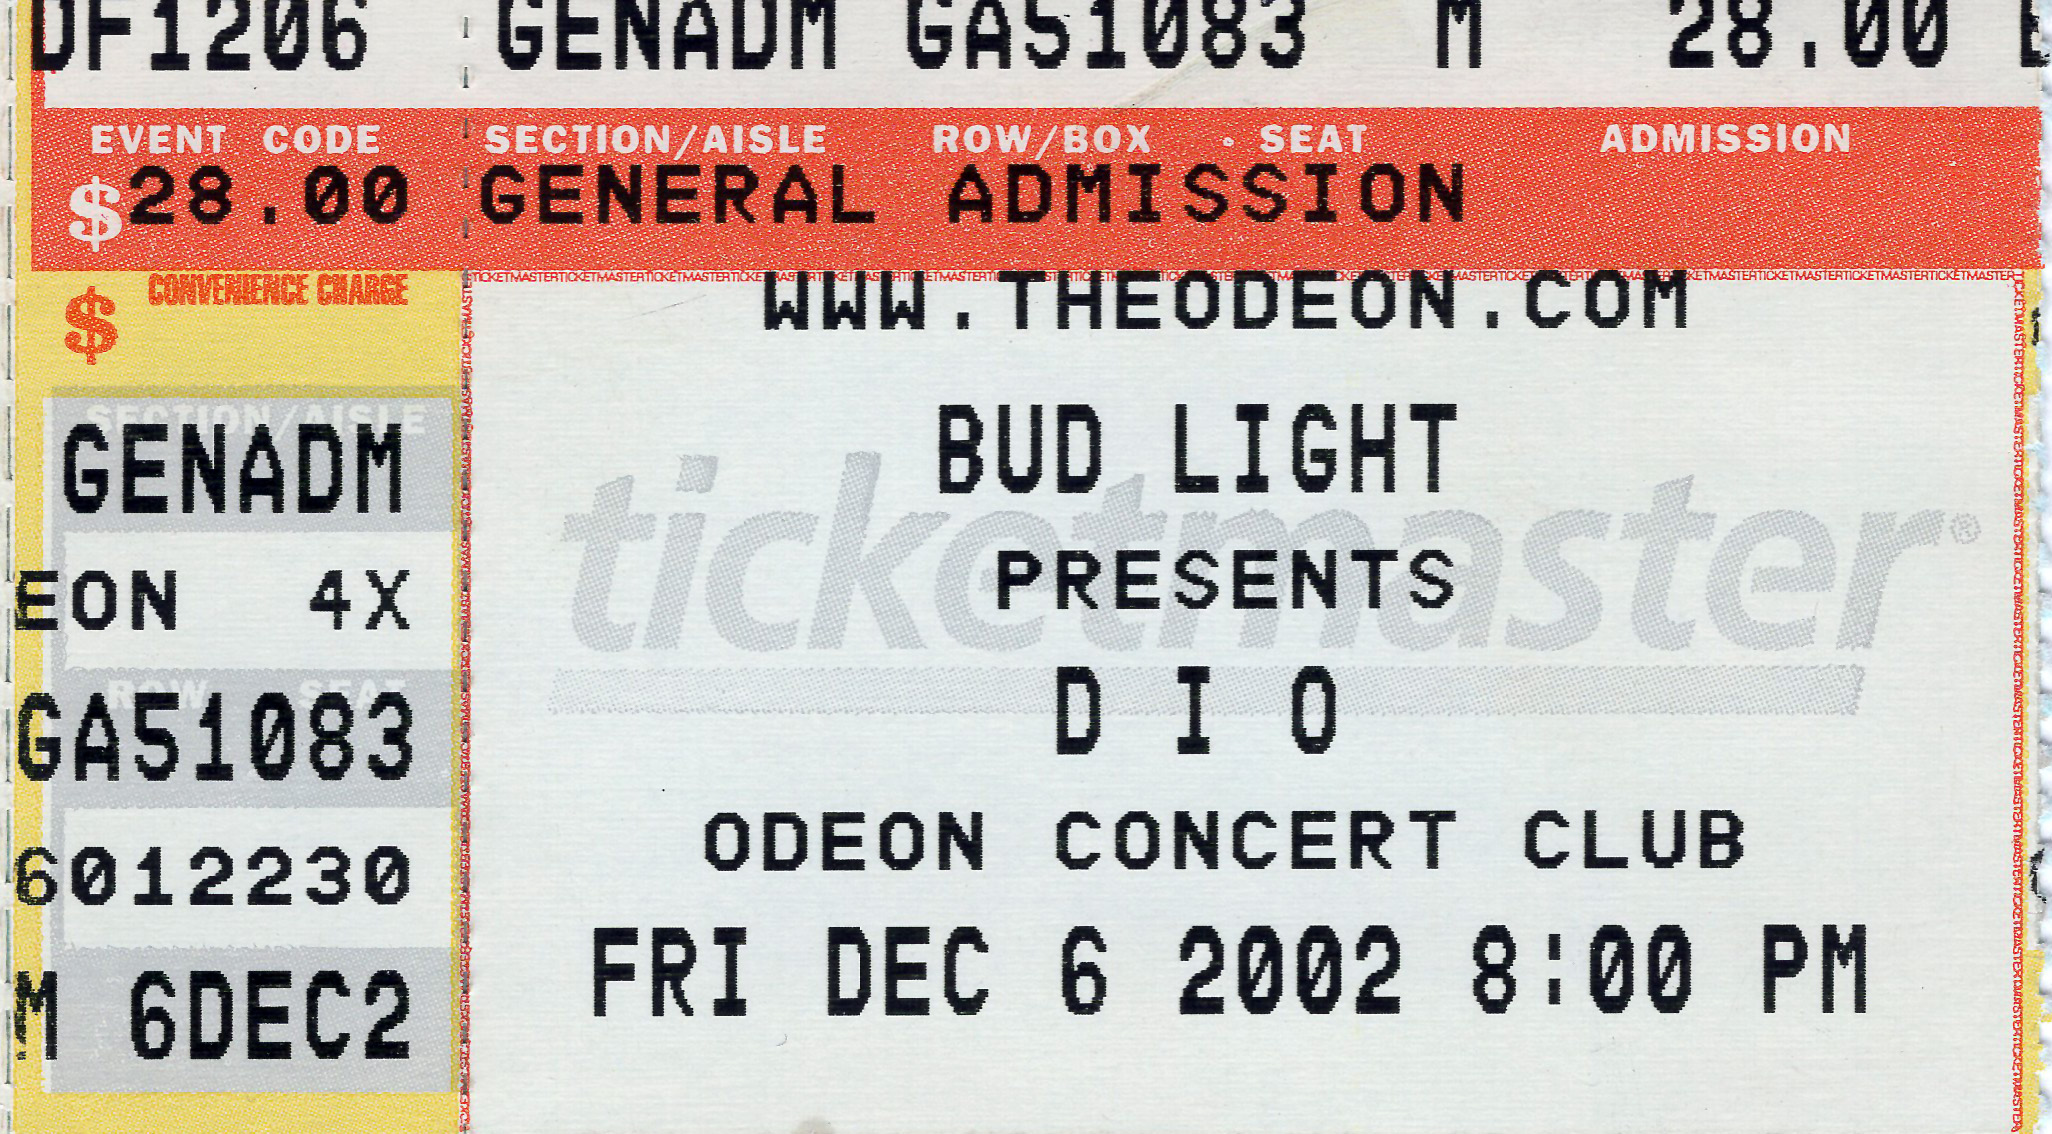 DF1206 GENADM GA51083 M 28.00
EVENT CODE SECTION/AISLE ROW/BOX SEAT ADMISSION
$28.00 GENERAL ADMISSION
CONVENIENCE CHARGE
$
TICKETMASTERTICKETMASTERTICKETMASTERTICKETMASTER
WWW.THEODEON.COM
SECTION/AISLE
GENADM
BUD LIGHT
ticketmaster®
EON 4X
PRESENTS
ROW SEAT
GA51083
D I O
6012230
ODEON CONCERT CLUB
M 6DEC2
FRI DEC 6 2002 8:00 PM